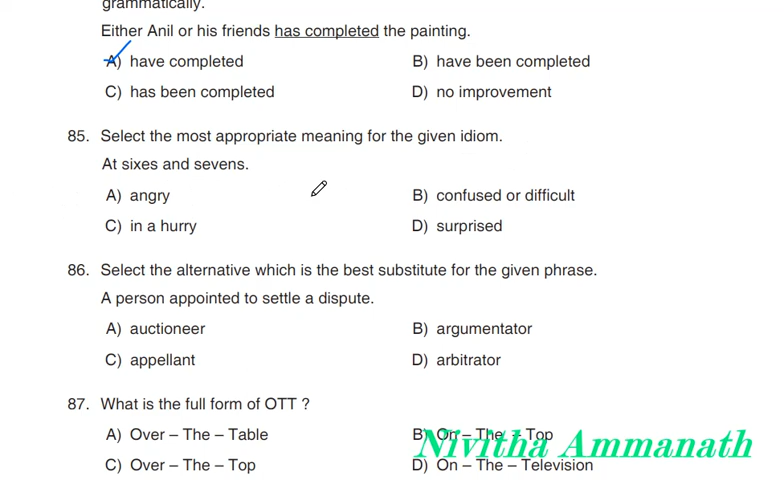 grammatically.
Either Anil or his friends has completed the painting.
A) have completed B) have been completed
C) has been completed D) no improvement
85. Select the most appropriate meaning for the given idiom.
At sixes and sevens.
A) angry B) confused or difficult
C) in a hurry D) surprised
86. Select the alternative which is the best substitute for the given phrase.
A person appointed to settle a dispute.
A) auctioneer B) argumentator
C) appellant D) arbitrator
87. What is the full form of OTT ?
A) Over – The – Table B) On – The – Top
C) Over – The – Top D) On – The – Television
Nivitha Ammanath